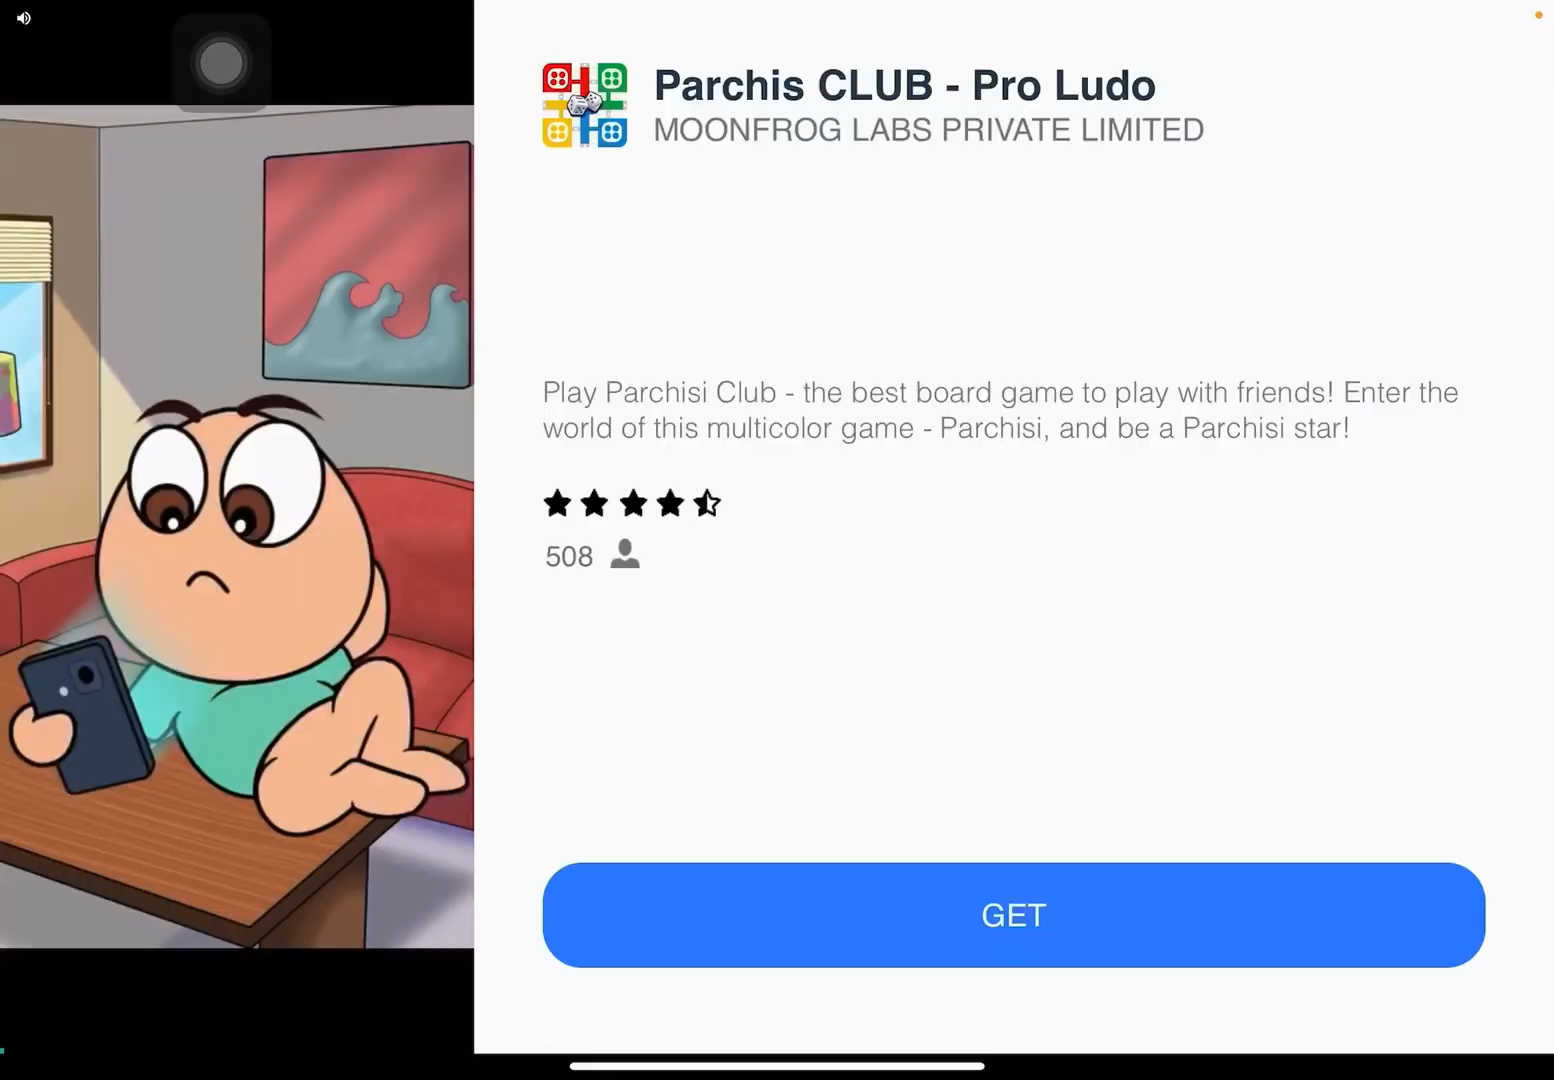 Parchis CLUB - Pro Ludo
MOONFROG LABS PRIVATE LIMITED
Play Parchisi Club - the best board game to play with friends! Enter the
world of this multicolor game - Parchisi, and be a Parchisi star!
508
GET